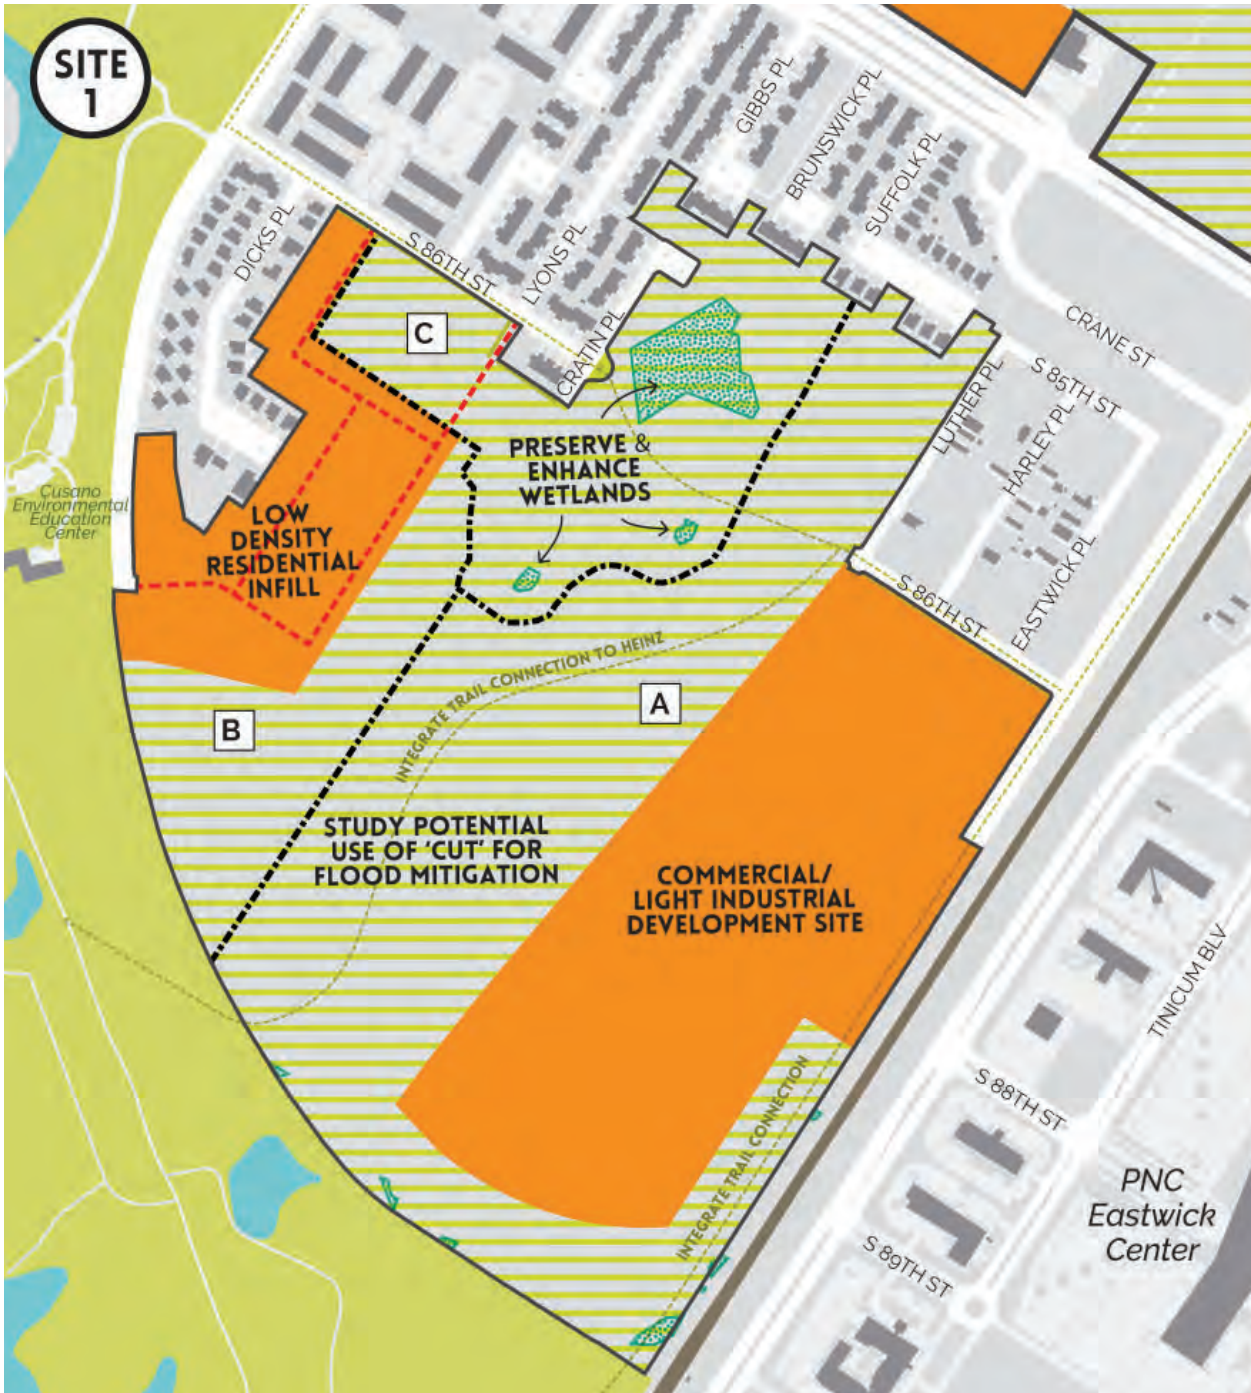 SITE
1
GIBBS PL
BRUNSWICK PL
SUFFOLK PL
DICKS PL
S 86TH ST
LYONS PL
CRATIN PL
CRANE ST
S 85TH ST
LUTHER PL
HARLEY PL
EASTWICK PL
S 86TH ST
C
PRESERVE &
ENHANCE
WETLANDS
Cusano
Environmental
Education
Center
LOW
DENSITY
RESIDENTIAL
INFILL
INTEGRATE TRAIL CONNECTION TO HEINZ
A
B
STUDY POTENTIAL
USE OF 'CUT' FOR
FLOOD MITIGATION
COMMERCIAL/
LIGHT INDUSTRIAL
DEVELOPMENT SITE
TINICUM BLV
INTEGRATE TRAIL CONNECTION
S 88TH ST
S 89TH ST
PNC
Eastwick
Center